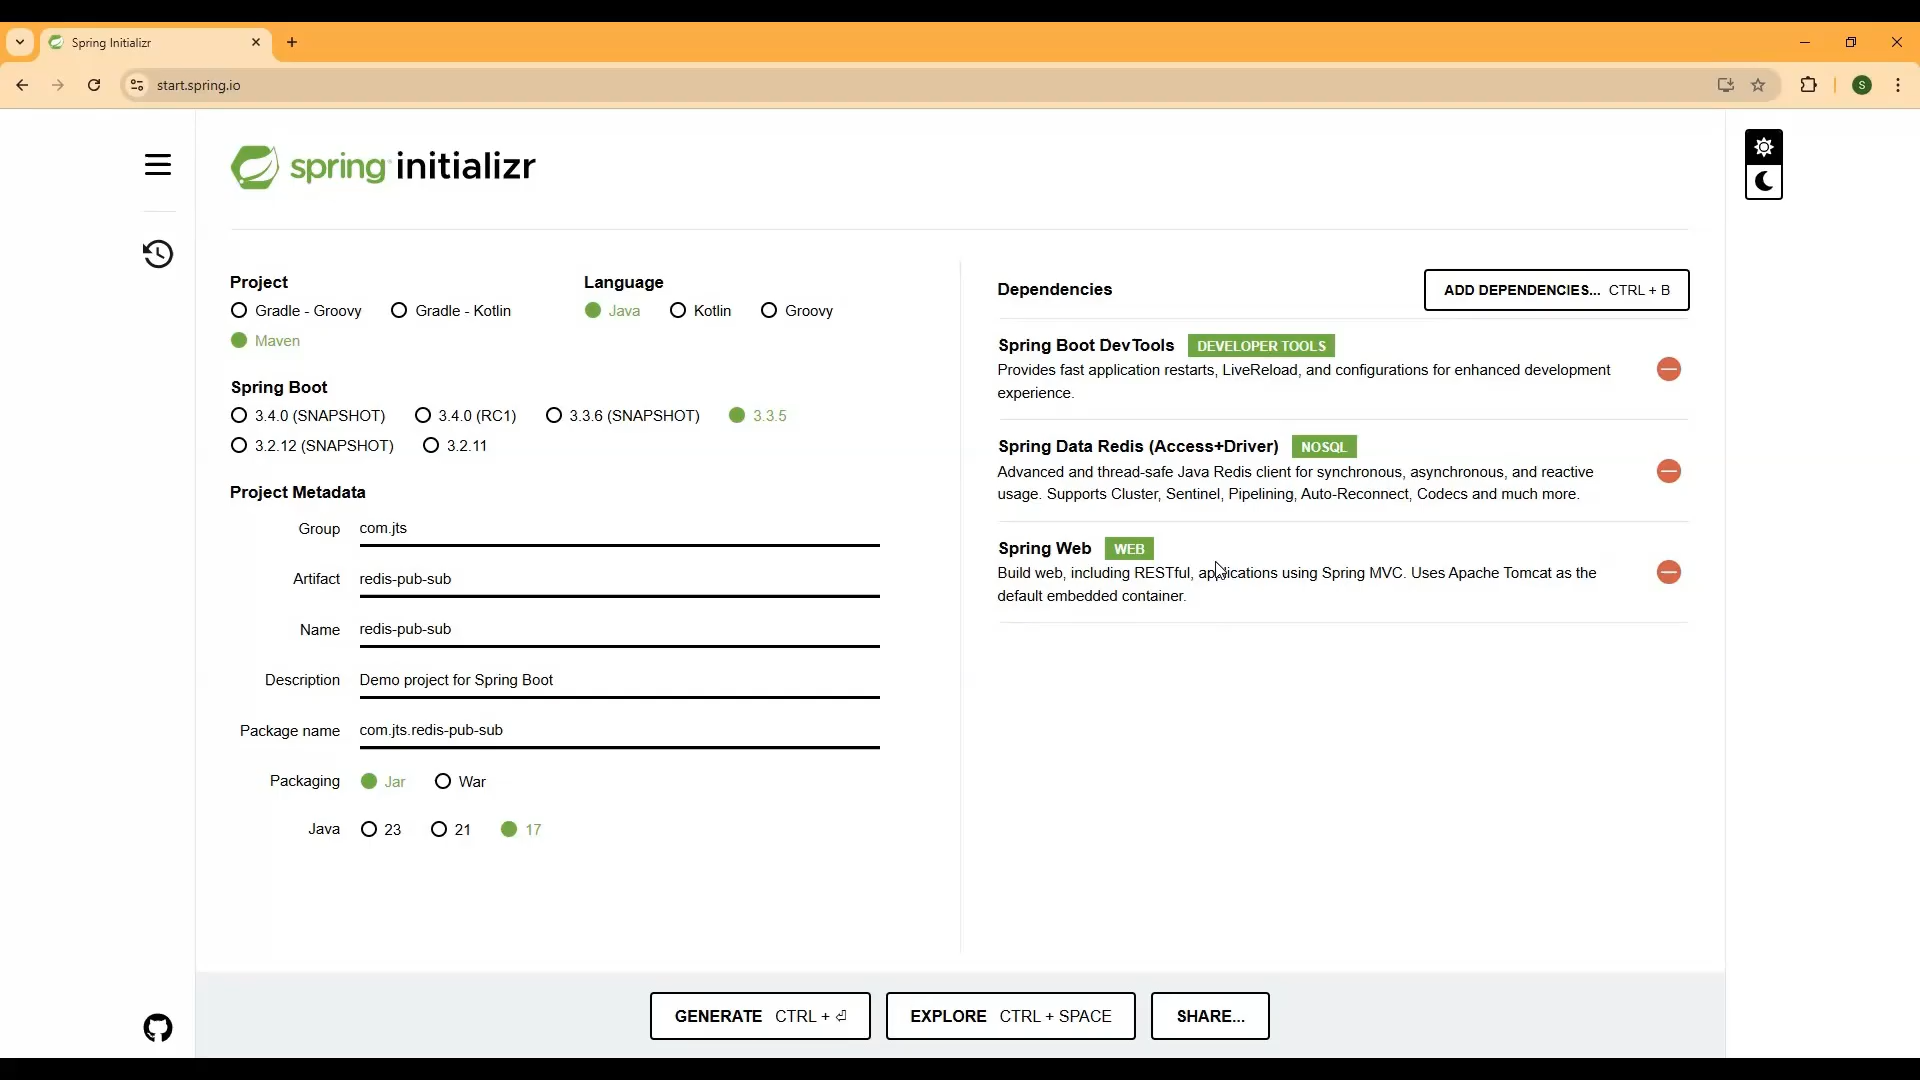 Spring Initializr
start.spring.io
S
spring initializr
Project
Language
Gradle - Groovy
Gradle - Kotlin
Java
Kotlin
Groovy
Maven
Spring Boot
3.4.0 (SNAPSHOT)
3.4.0 (RC1)
3.3.6 (SNAPSHOT)
3.3.5
3.2.12 (SNAPSHOT)
3.2.11
Project Metadata
Group com.jts
Artifact redis-pub-sub
Name redis-pub-sub
Description Demo project for Spring Boot
Package name com.jts.redis-pub-sub
Packaging Jar War
Java 23 21 17
Dependencies
ADD DEPENDENCIES... CTRL + B
Spring Boot DevTools DEVELOPER TOOLS
Provides fast application restarts, LiveReload, and configurations for enhanced development
experience.
Spring Data Redis (Access+Driver) NOSQL
Advanced and thread-safe Java Redis client for synchronous, asynchronous, and reactive
usage. Supports Cluster, Sentinel, Pipelining, Auto-Reconnect, Codecs and much more.
Spring Web WEB
Build web, including RESTful, applications using Spring MVC. Uses Apache Tomcat as the
default embedded container.
GENERATE CTRL + ⏎
EXPLORE CTRL + SPACE
SHARE...